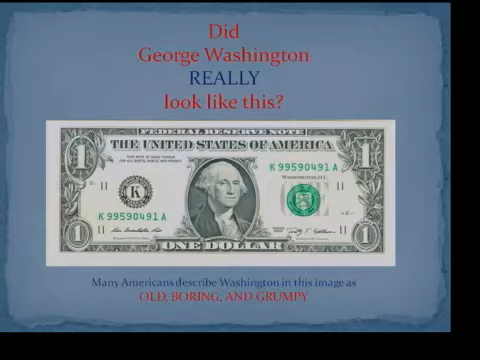 Did
George Washington
REALLY
look like this?
FEDERAL RESERVE NOTE
THE UNITED STATES OF AMERICA
K 99590491 A
WASHINGTON, D.C.
K
K 99590491 A
ONE DOLLAR
Many Americans describe Washington in this image as
OLD, BORING, AND GRUMPY